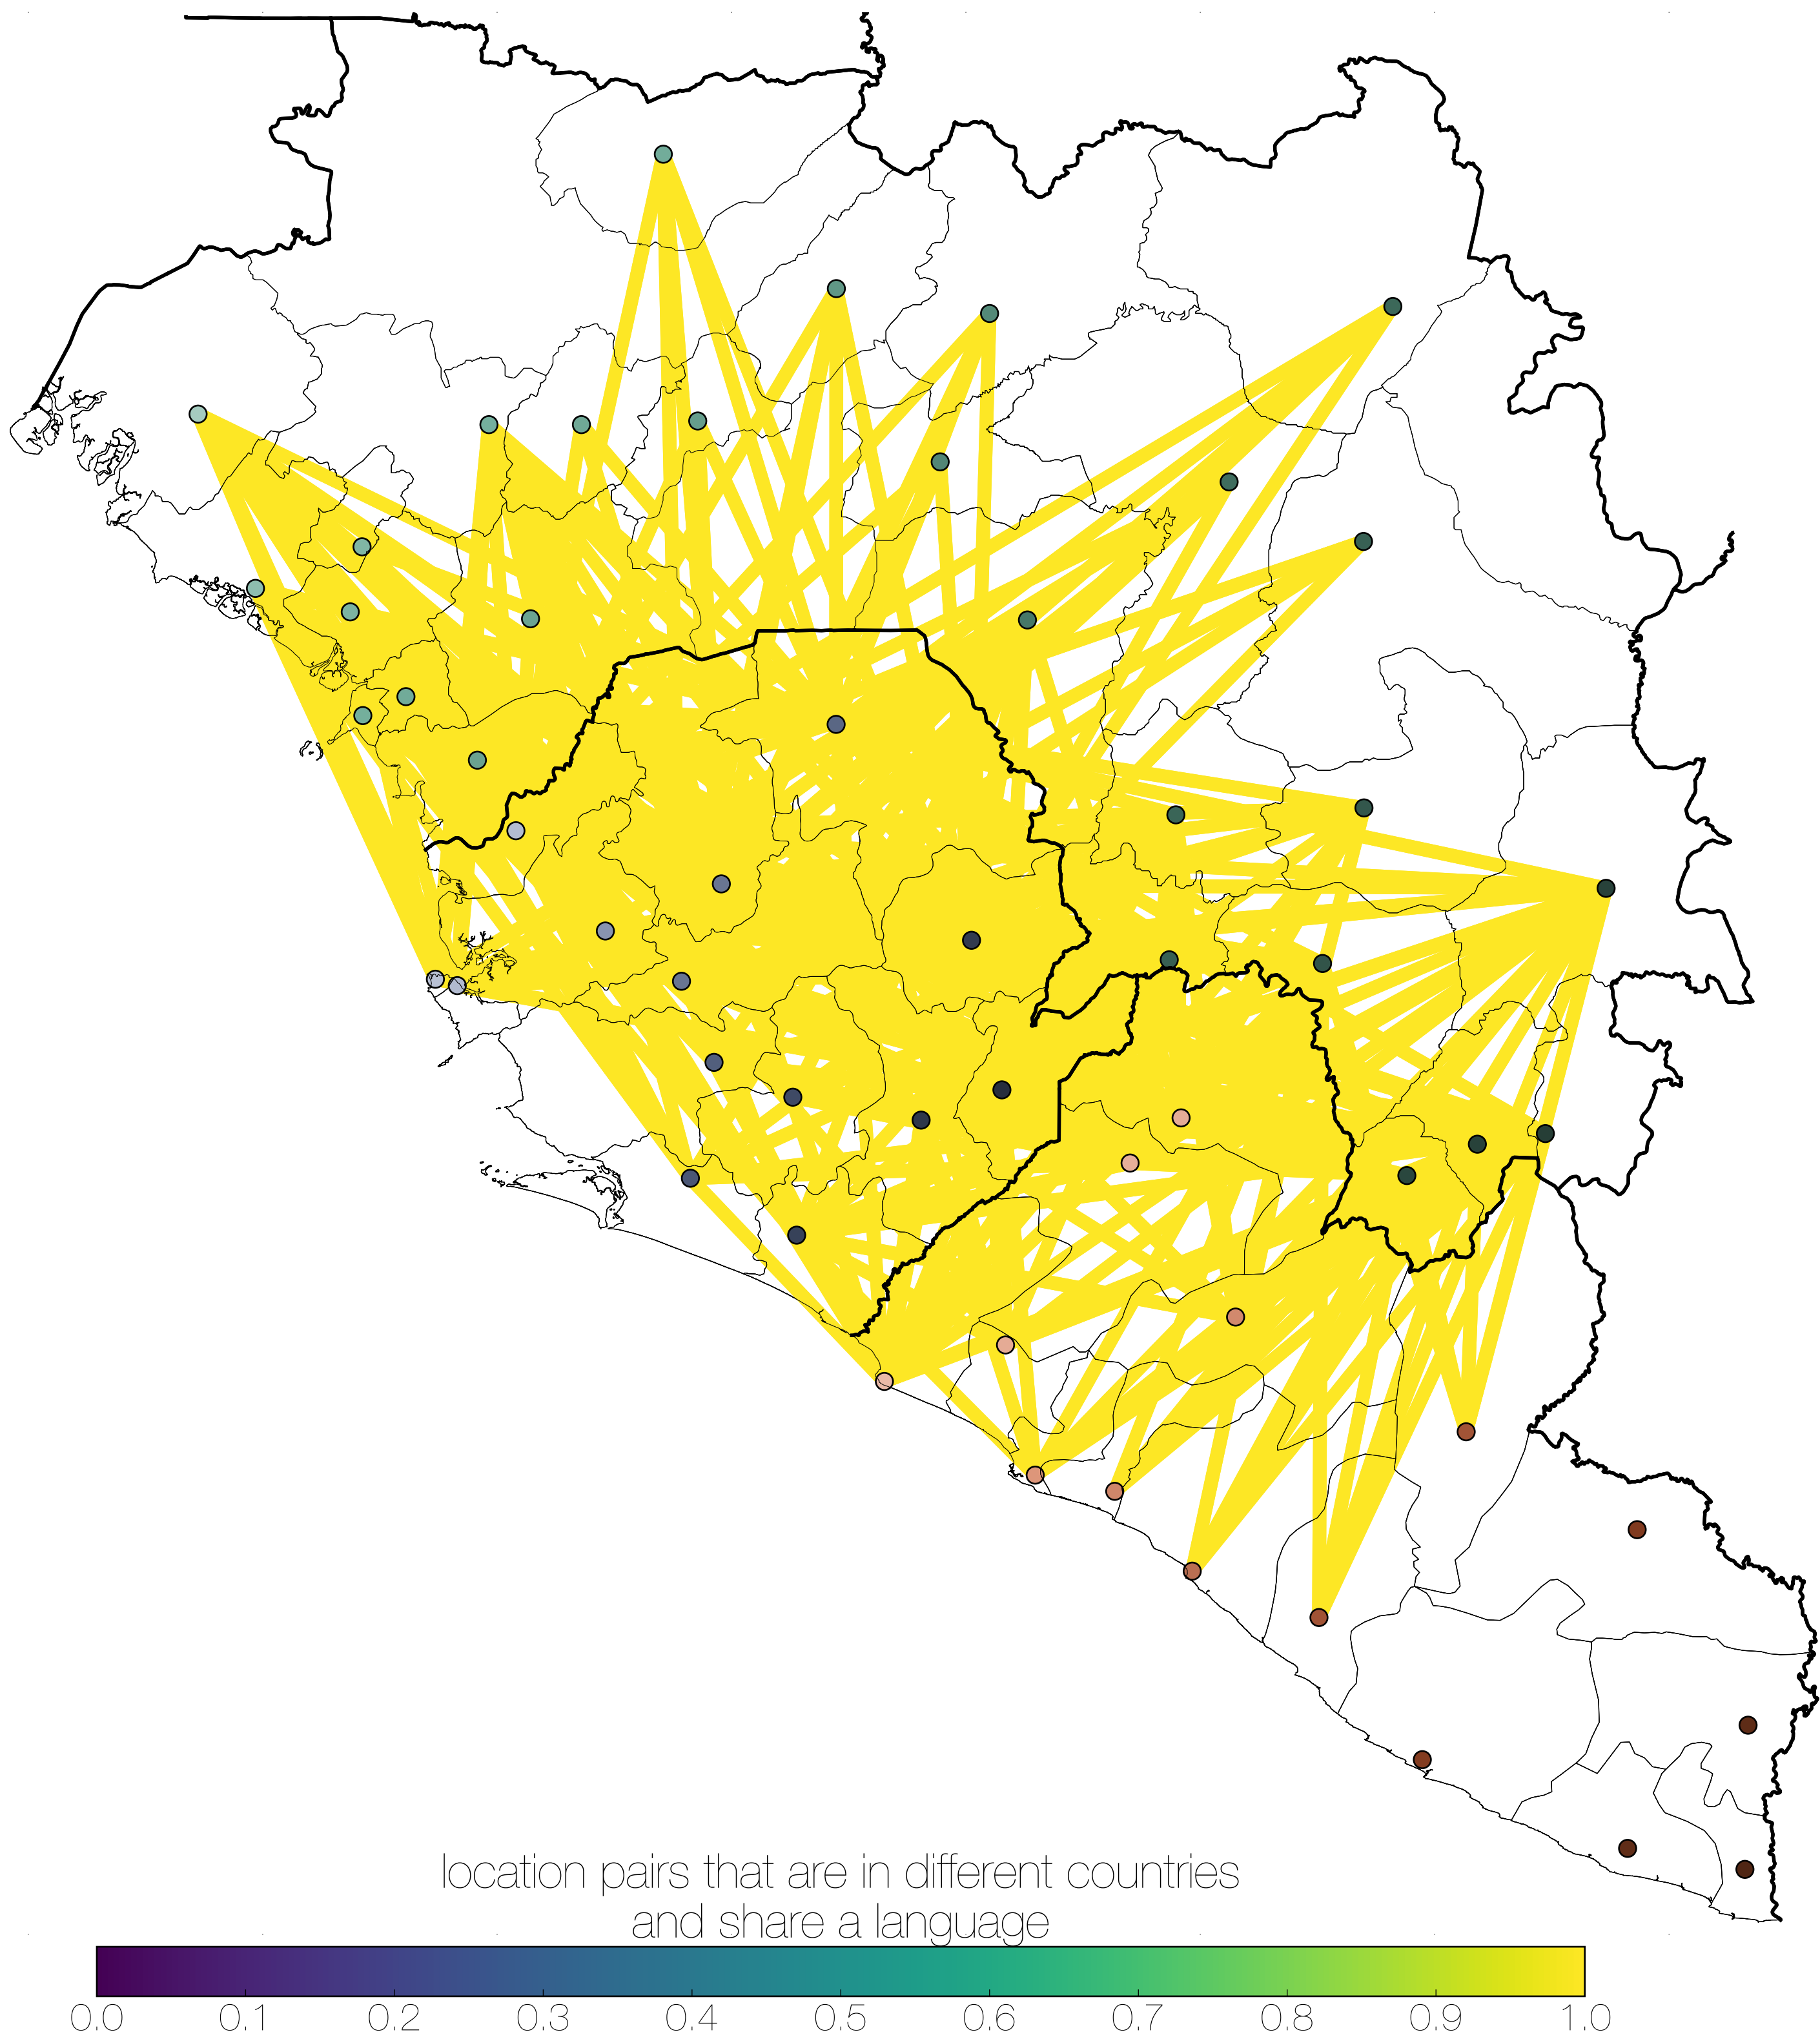 location pairs that are in different countries
and share a language
0.0 0.1 0.2 0.3 0.4 0.5 0.6 0.7 0.8 0.9 1.0